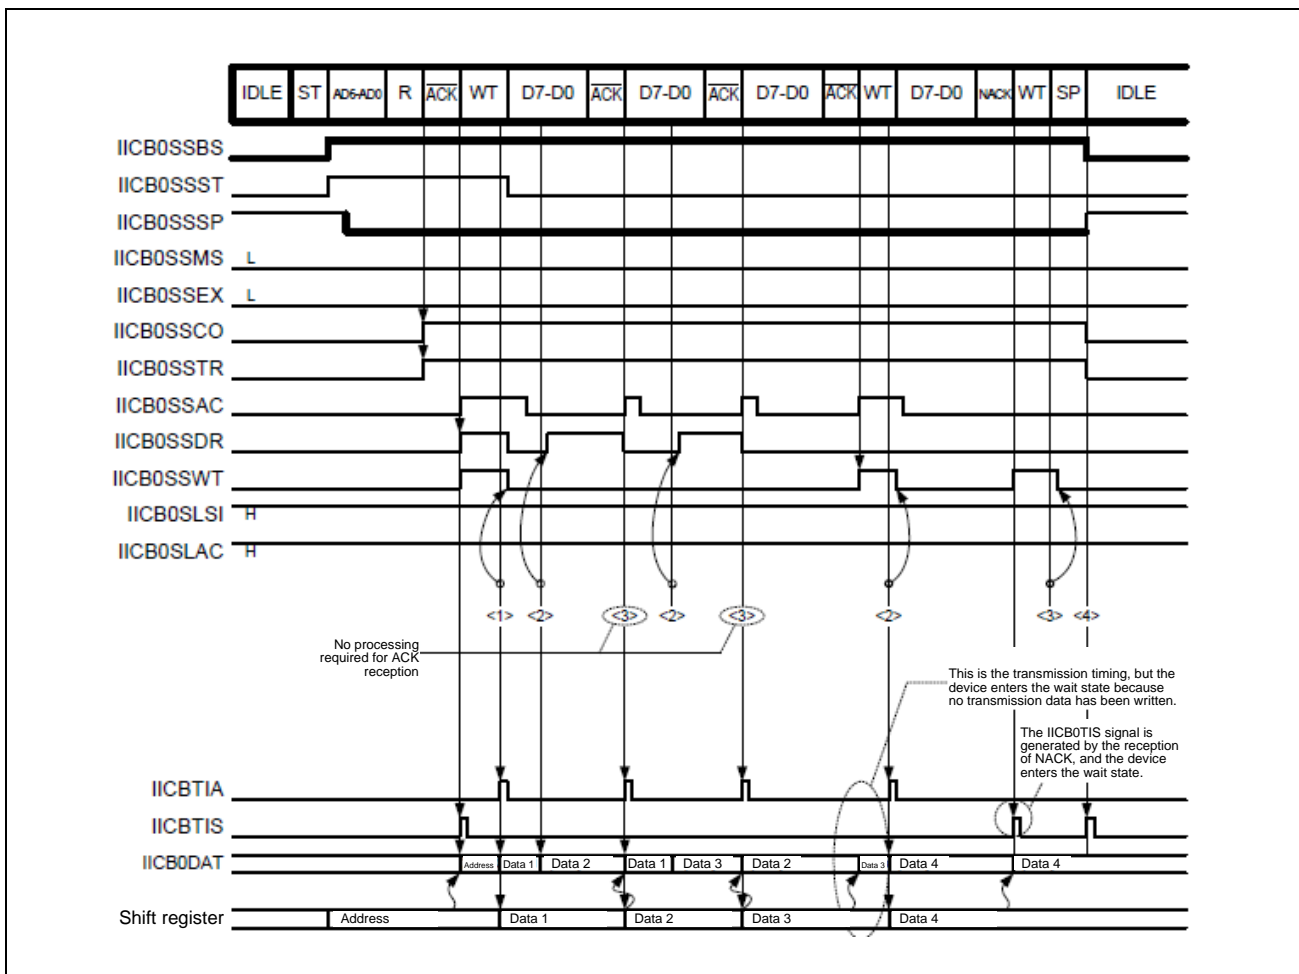 IDLE ST AD6-AD0 R ACK WT D7-D0 ACK D7-D0 ACK D7-D0 ACK WT D7-D0 NACK WT SP IDLE
IICB0SSBS
IICB0SSST
IICB0SSSP
IICB0SSMS L
IICB0SSEX L
IICB0SSCO
IICB0SSTR
IICB0SSAC
IICB0SSDR
IICB0SSWT
IICB0SLSI H
IICB0SLAC H
<1> <2> <3> <2> <3> <2> <3> <4>
No processing
required for ACK
reception
This is the transmission timing, but the
device enters the wait state because
no transmission data has been written.
The IICB0TIS signal is
generated by the reception
of NACK, and the device
enters the wait state.
IICBTIA
IICBTIS
IICB0DAT Address Data 1 Data 2 Data 1 Data 3 Data 2 Data 3 Data 4 Data 4
Shift register Address Data 1 Data 2 Data 3 Data 4